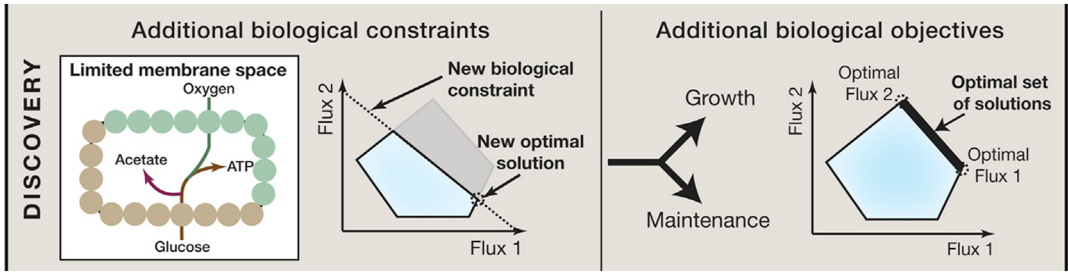 DISCOVERY
Additional biological constraints
Limited membrane space
Oxygen
Acetate
ATP
Glucose
Flux 2
New biological
constraint
New optimal
solution
Flux 1
Additional biological objectives
Growth
Maintenance
Flux 2
Optimal
Flux 2
Optimal set
of solutions
Optimal
Flux 1
Flux 1